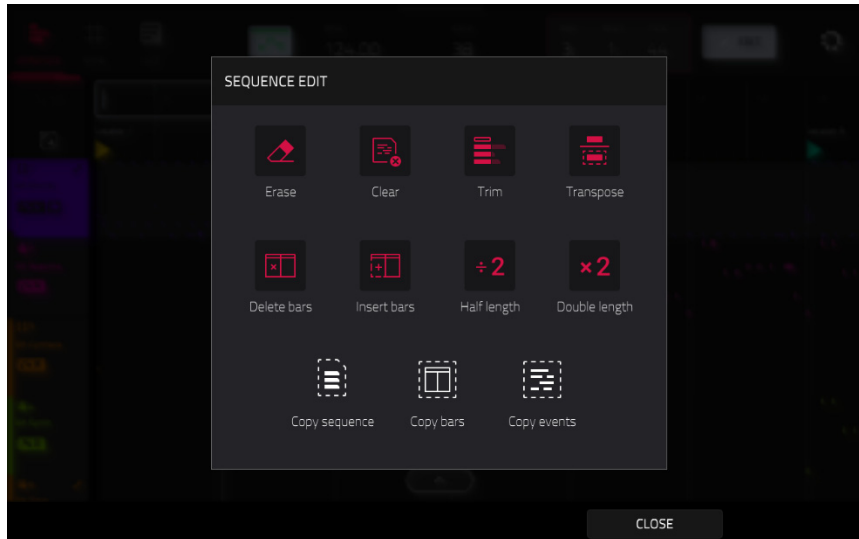 SEQUENCE EDIT
Erase
Clear
Trim
Transpose
Delete bars
Insert bars
÷2
Half length
×2
Double length
Copy sequence
Copy bars
Copy events
CLOSE